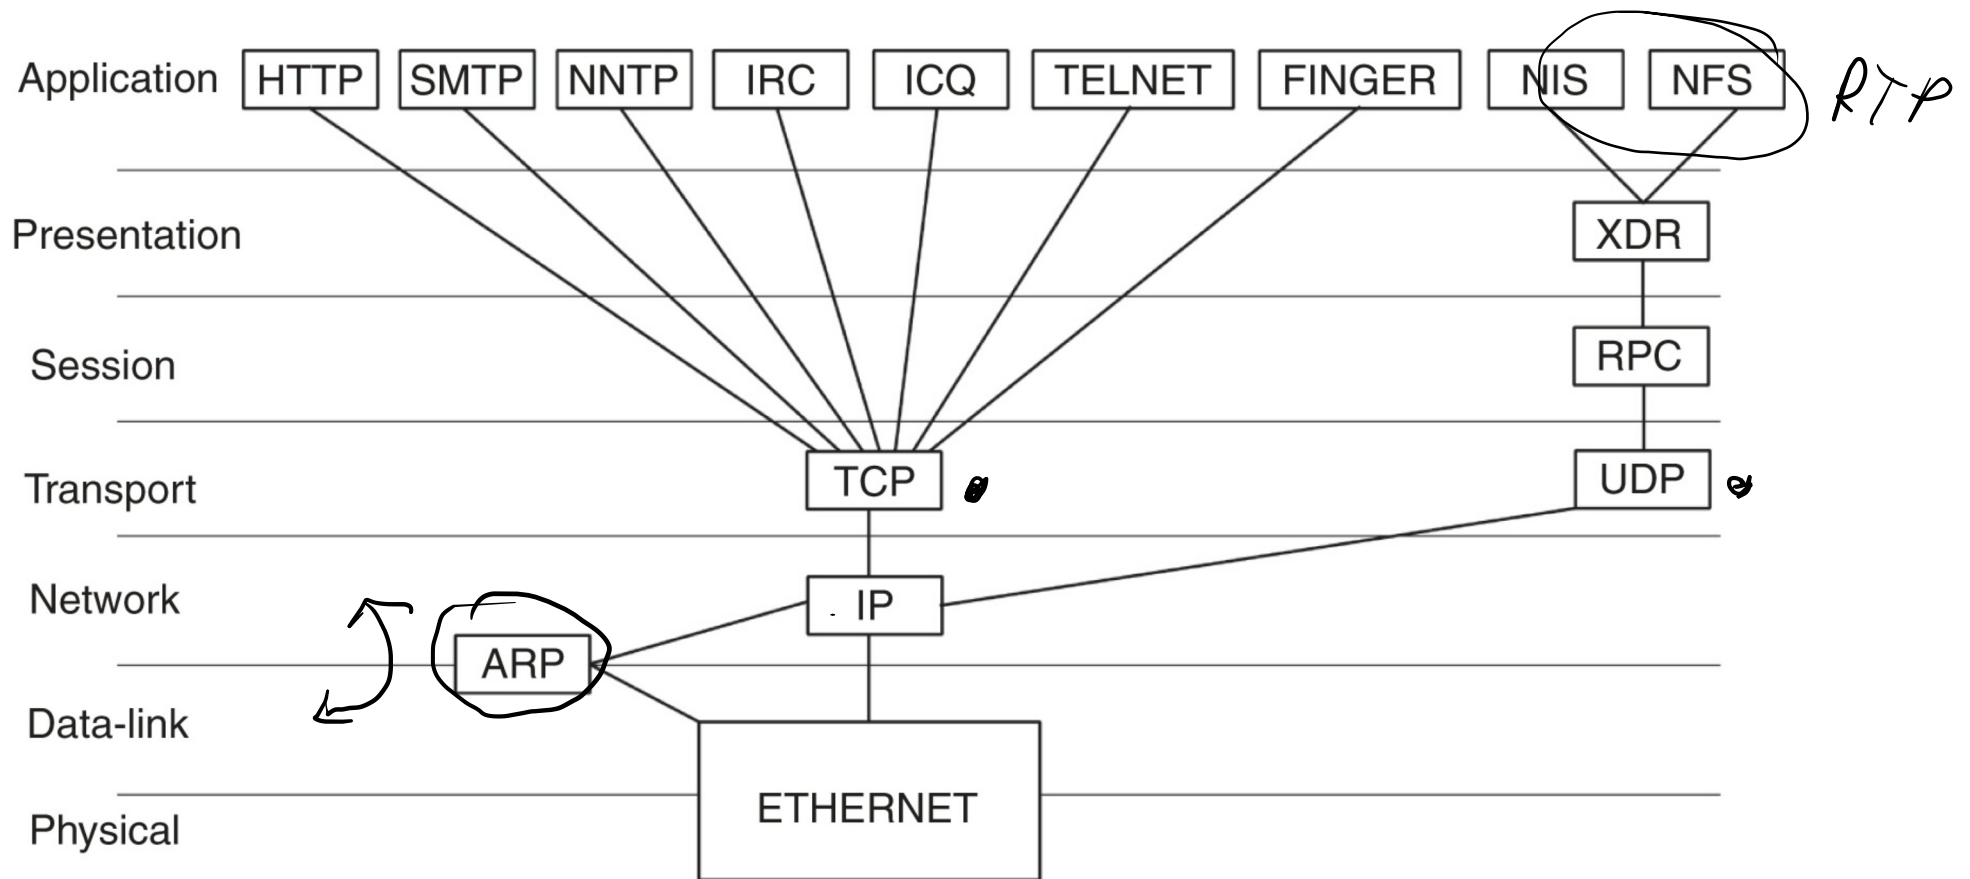 Application HTTP SMTP NNTP IRC ICQ TELNET FINGER NIS NFS RTP
Presentation XDR
Session RPC
Transport TCP UDP
Network IP
ARP
Data-link
ETHERNET
Physical